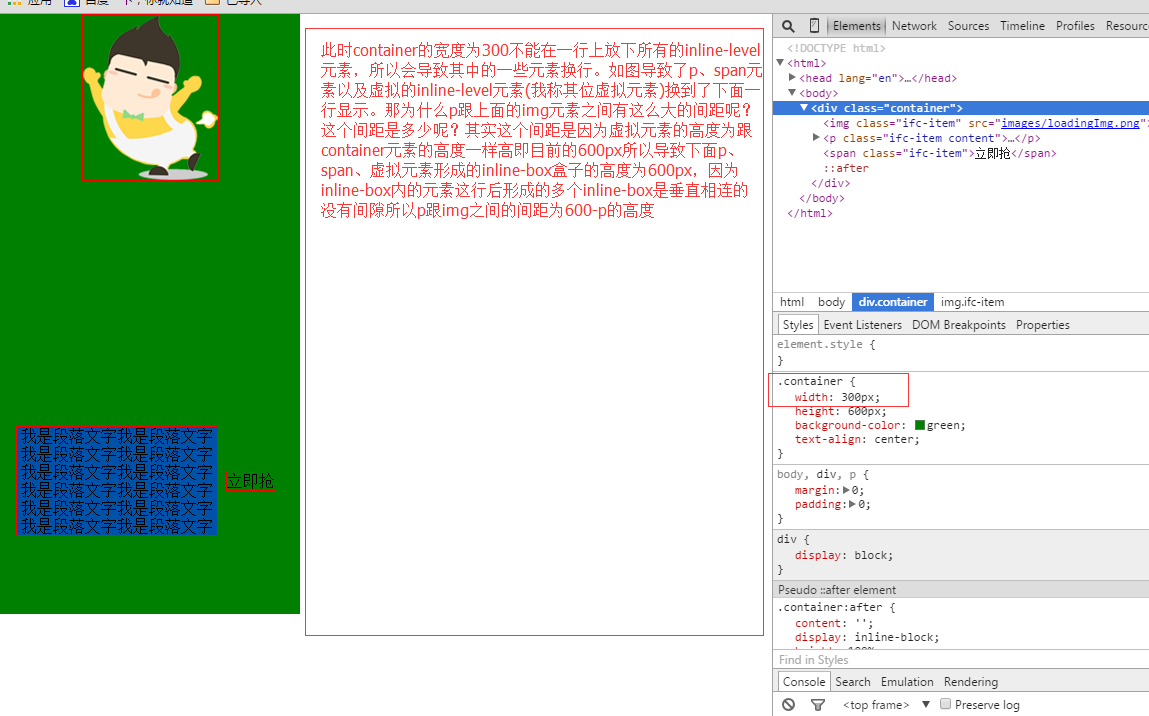 应用
百度
下，你就知道
已导入
此时container的宽度为300不能在一行上放下所有的inline-level
元素，所以会导致其中的一些元素换行。如图导致了p、span元
素以及虚拟的inline-level元素(我称其位虚拟元素)换到了下面一
行显示。那为什么p跟上面的img元素之间有这么大的间距呢?
这个间距是多少呢？其实这个间距是因为虚拟元素的高度为跟
container元素的高度一样高即目前的600px所以导致下面p、
span、虚拟元素形成的inline-box盒子的高度为600px，因为
inline-box内的元素这行后形成的多个inline-box是垂直相连的
没有间隙所以p跟img之间的间距为600-p的高度
我是段落文字我是段落文字
我是段落文字我是段落文字
我是段落文字我是段落文字
我是段落文字我是段落文字
我是段落文字我是段落文字
我是段落文字我是段落文字
立即抢
Elements Network Sources Timeline Profiles Resourc
<!DOCTYPE html>
<html>
<head lang="en">…</head>
<body>
<div class="container">
<img class="ifc-item" src="images/loadingImg.png"
<p class="ifc-item content">…</p>
<span class="ifc-item">立即抢</span>
::after
</div>
</body>
</html>
html body div.container img.ifc-item
Styles Event Listeners DOM Breakpoints Properties
element.style {
}
.container {
width: 300px;
height: 600px;
background-color: green;
text-align: center;
}
body, div, p {
margin: 0;
padding: 0;
}
div {
display: block;
}
Pseudo ::after element
.container:after {
content: '';
display: inline-block;
Find in Styles
Console Search Emulation Rendering
<top frame> Preserve log